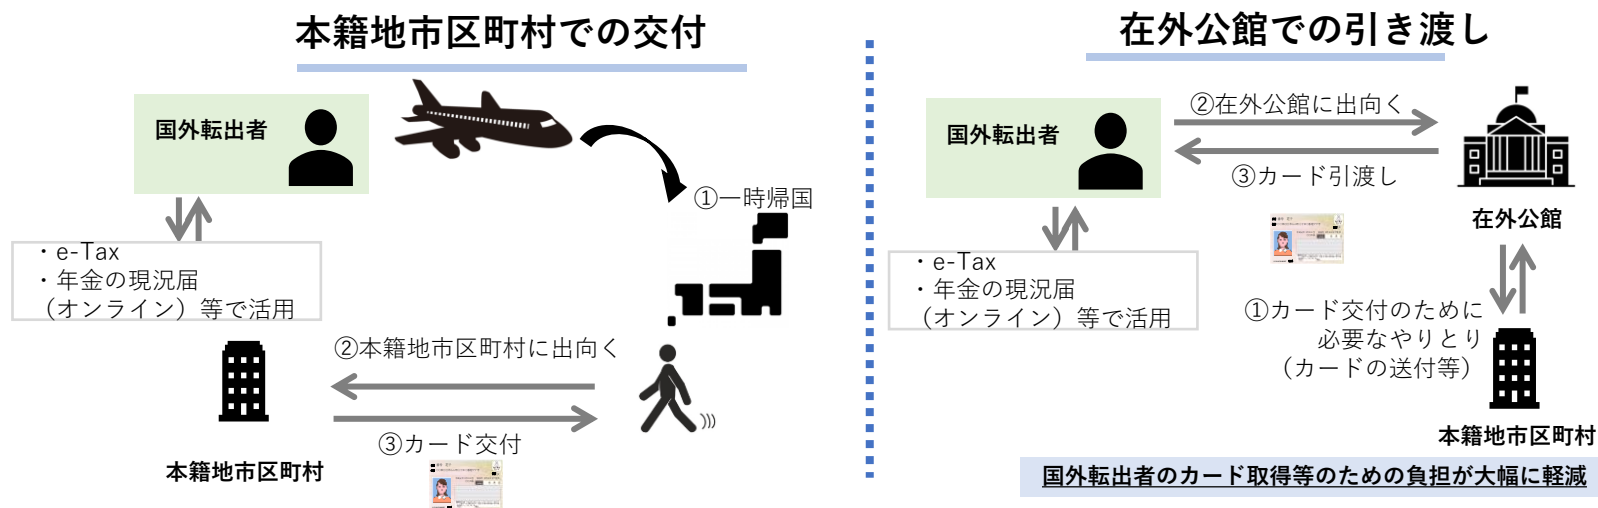 本籍地市区町村での交付
国外転出者
①一時帰国
・e-Tax
・年金の現況届
（オンライン）等で活用
②本籍地市区町村に出向く
③カード交付
本籍地市区町村
在外公館での引き渡し
国外転出者
②在外公館に出向く
③カード引渡し
在外公館
・e-Tax
・年金の現況届
（オンライン）等で活用
①カード交付のために
必要なやりとり
（カードの送付等）
本籍地市区町村
国外転出者のカード取得等のための負担が大幅に軽減